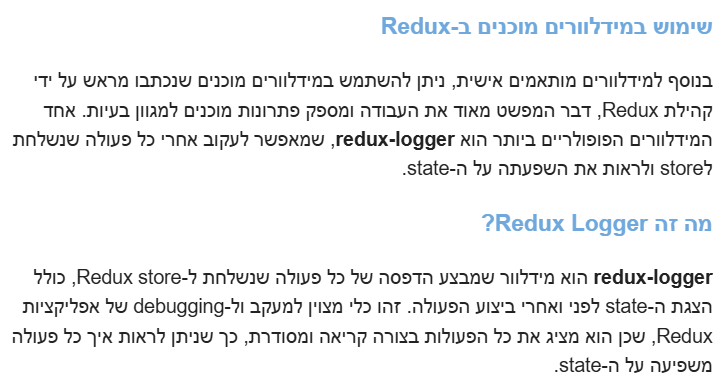 שימוש במידלוורים מוכנים ב-Redux
בנוסף למידלוורים מותאמים אישית, ניתן להשתמש במידלוורים מוכנים שנכתבו מראש על ידי
קהילת Redux, דבר המפשט מאוד את העבודה ומספק פתרונות מוכנים למגוון בעיות. אחד
המידלוורים הפופולריים ביותר הוא redux-logger, שמאפשר לעקוב אחרי כל פעולה שנשלחת
לstore ולראות את השפעתה על ה-state.
מה זה Redux Logger?
redux-logger הוא מידלוור שמבצע הדפסה של כל פעולה שנשלחת ל-Redux store, כולל
הצגת ה-state לפני ואחרי ביצוע הפעולה. זהו כלי מצוין למעקב ול-debugging של אפליקציות
Redux, שכן הוא מציג את כל הפעולות בצורה קריאה ומסודרת, כך שניתן לראות איך כל פעולה
משפיעה על ה-state.